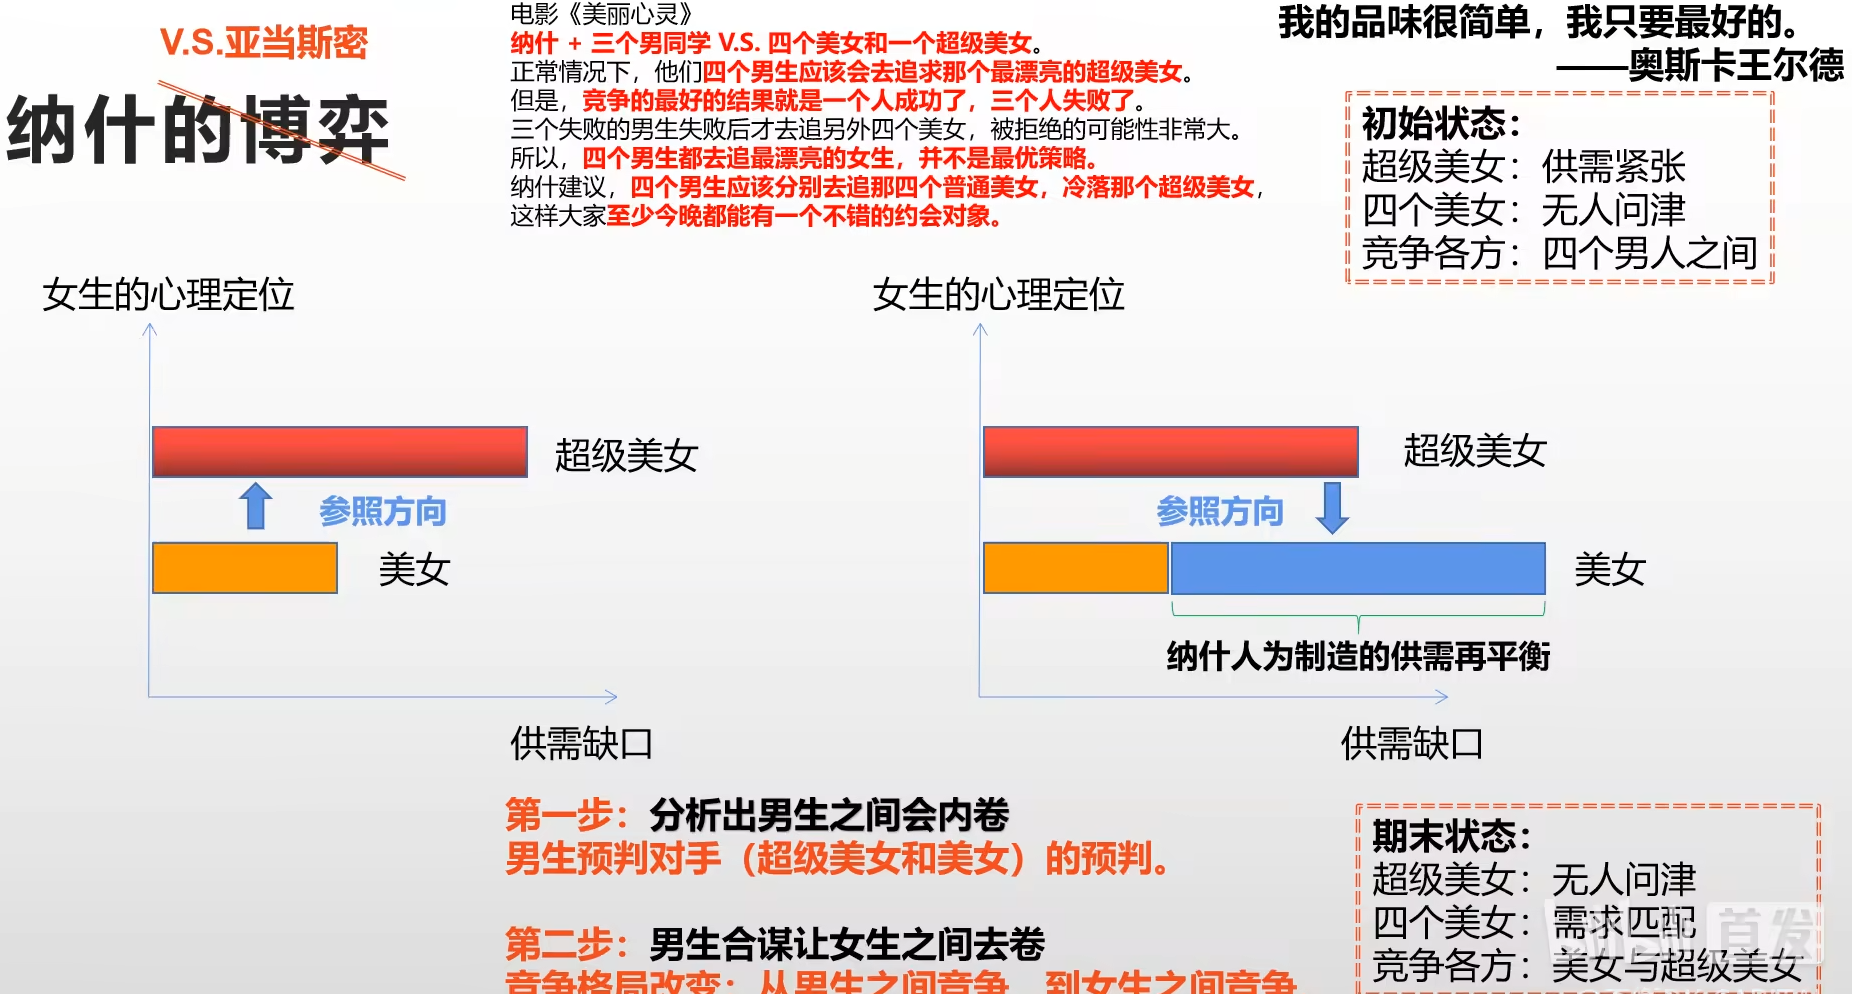 V.S.亚当斯密
纳什的博弈
电影《美丽心灵》
纳什 + 三个男同学 V.S. 四个美女和一个超级美女。
正常情况下，他们四个男生应该会去追求那个最漂亮的超级美女。
但是，竞争的最好的结果就是一个人成功了，三个人失败了。
三个失败的男生失败后才去追另外四个美女，被拒绝的可能性非常大。
所以，四个男生都去追最漂亮的女生，并不是最优策略。
纳什建议，四个男生应该分别去追那四个普通美女，冷落那个超级美女，
这样大家至少今晚都能有一个不错的约会对象。
我的品味很简单，我只要最好的。
——奥斯卡王尔德
初始状态：
超级美女：供需紧张
四个美女：无人问津
竞争各方：四个男人之间
女生的心理定位
超级美女
参照方向
美女
供需缺口
女生的心理定位
超级美女
参照方向
美女
纳什人为制造的供需再平衡
供需缺口
第一步：分析出男生之间会内卷
男生预判对手（超级美女和美女）的预判。
第二步：男生合谋让女生之间去卷
竞争格局改变：从男生之间竞争，到女生之间竞争
期末状态：
超级美女：无人问津
四个美女：需求匹配
竞争各方：美女与超级美女
bilibili 首发